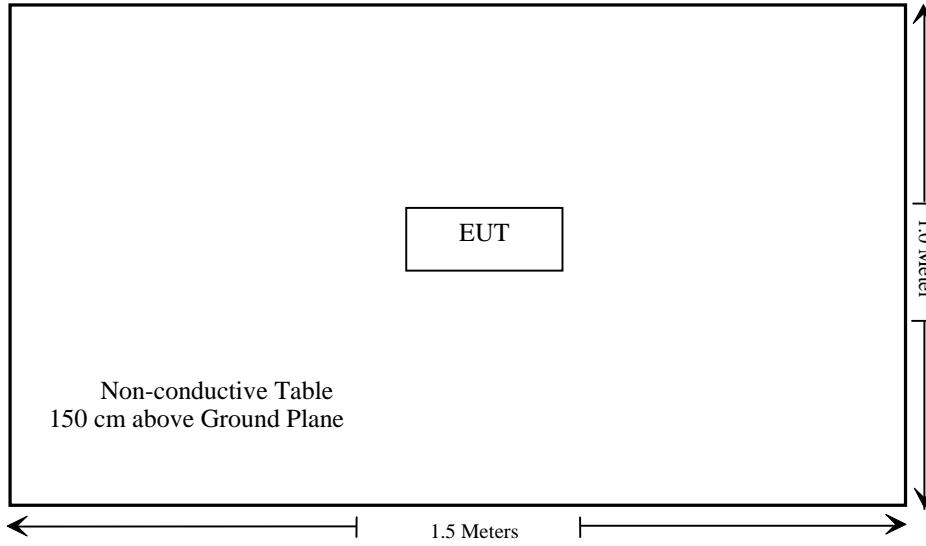 EUT
1.0 Meter
Non-conductive Table
150 cm above Ground Plane
1.5 Meters